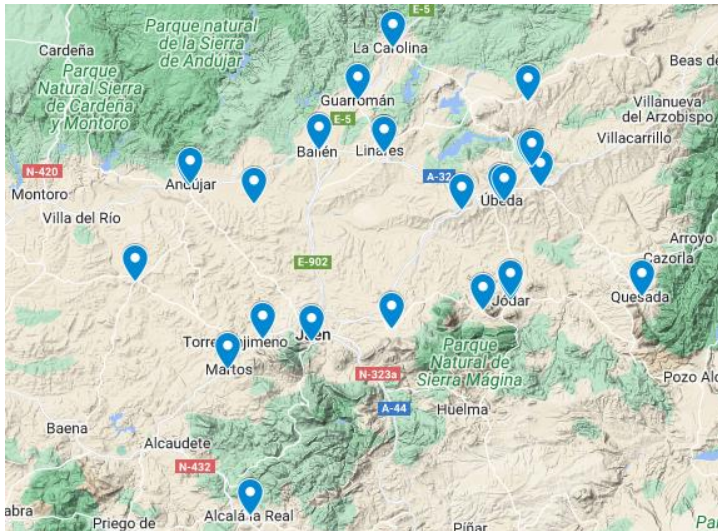 Parque natural
de la Sierra
de Andújar
E-5
La Carolina
Cardeña
Parque
Natural Sierra
de Cardeña
y Montoro
Beas de
Guarromán
E-5
Villanueva
del Arzobispo
Bailén
Linares
Villacarrillo
N-420
Andújar
A-32
Montoro
Úbeda
Villa del Río
Arroyo
Cazorla
E-902
Quesada
Jódar
Jaén
Martos
Parque
Natural de
Sierra Mágina
N-323a
Pozo Alc
A-44
Huelma
Baena
Alcaudete
N-432
Alcalá la Real
Priego de
Píñar